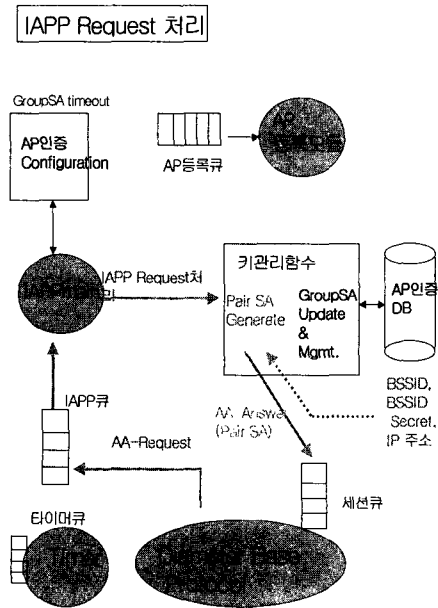 IAPP Request 처리
GroupSA timeout
AP인증
Configuration
AP등록큐
AP
IAPP Request처
키관리함수
Pair SA
Generate
GroupSA
Update
&
Mgmt.
AP인증
DB
IAPP큐
AA-Request
AA-Answer
(Pair SA)
BSSID,
BSSID
Secret,
IP 주소
세션큐
타이머큐
Diameter Base